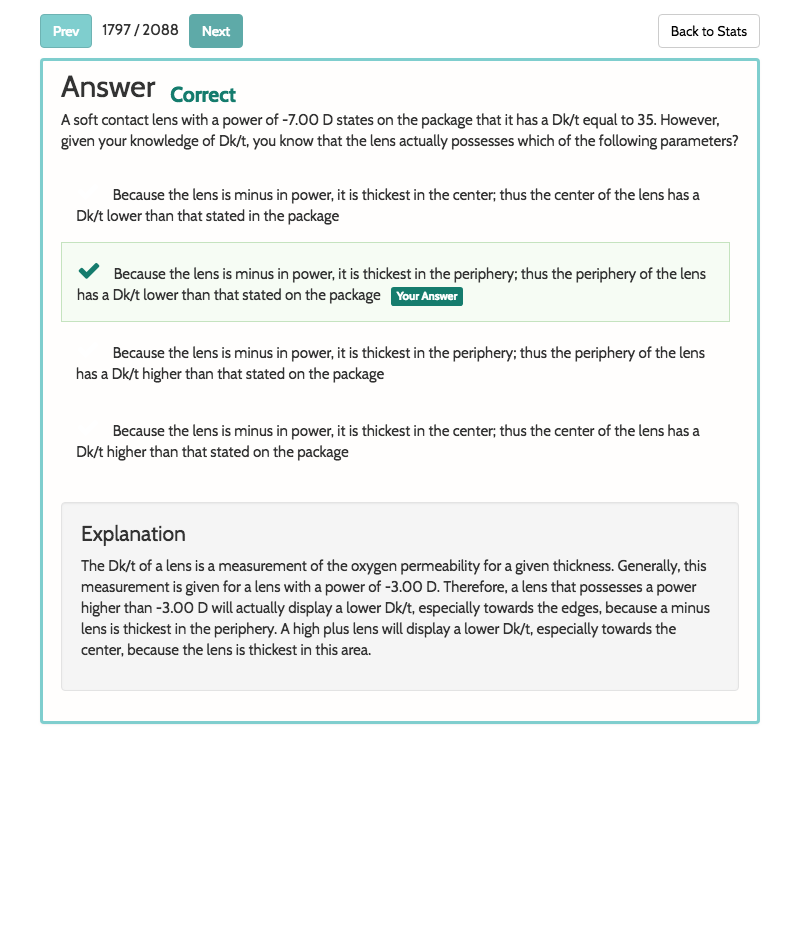 Prev 1797 / 2088 Next Back to Stats
Answer Correct
A soft contact lens with a power of -7.00 D states on the package that it has a Dk/t equal to 35. However,
given your knowledge of Dk/t, you know that the lens actually possesses which of the following parameters?
Because the lens is minus in power, it is thickest in the center; thus the center of the lens has a
Dk/t lower than that stated in the package
Because the lens is minus in power, it is thickest in the periphery; thus the periphery of the lens
has a Dk/t lower than that stated on the package Your Answer
Because the lens is minus in power, it is thickest in the periphery; thus the periphery of the lens
has a Dk/t higher than that stated on the package
Because the lens is minus in power, it is thickest in the center; thus the center of the lens has a
Dk/t higher than that stated on the package
Explanation
The Dk/t of a lens is a measurement of the oxygen permeability for a given thickness. Generally, this
measurement is given for a lens with a power of -3.00 D. Therefore, a lens that possesses a power
higher than -3.00 D will actually display a lower Dk/t, especially towards the edges, because a minus
lens is thickest in the periphery. A high plus lens will display a lower Dk/t, especially towards the
center, because the lens is thickest in this area.